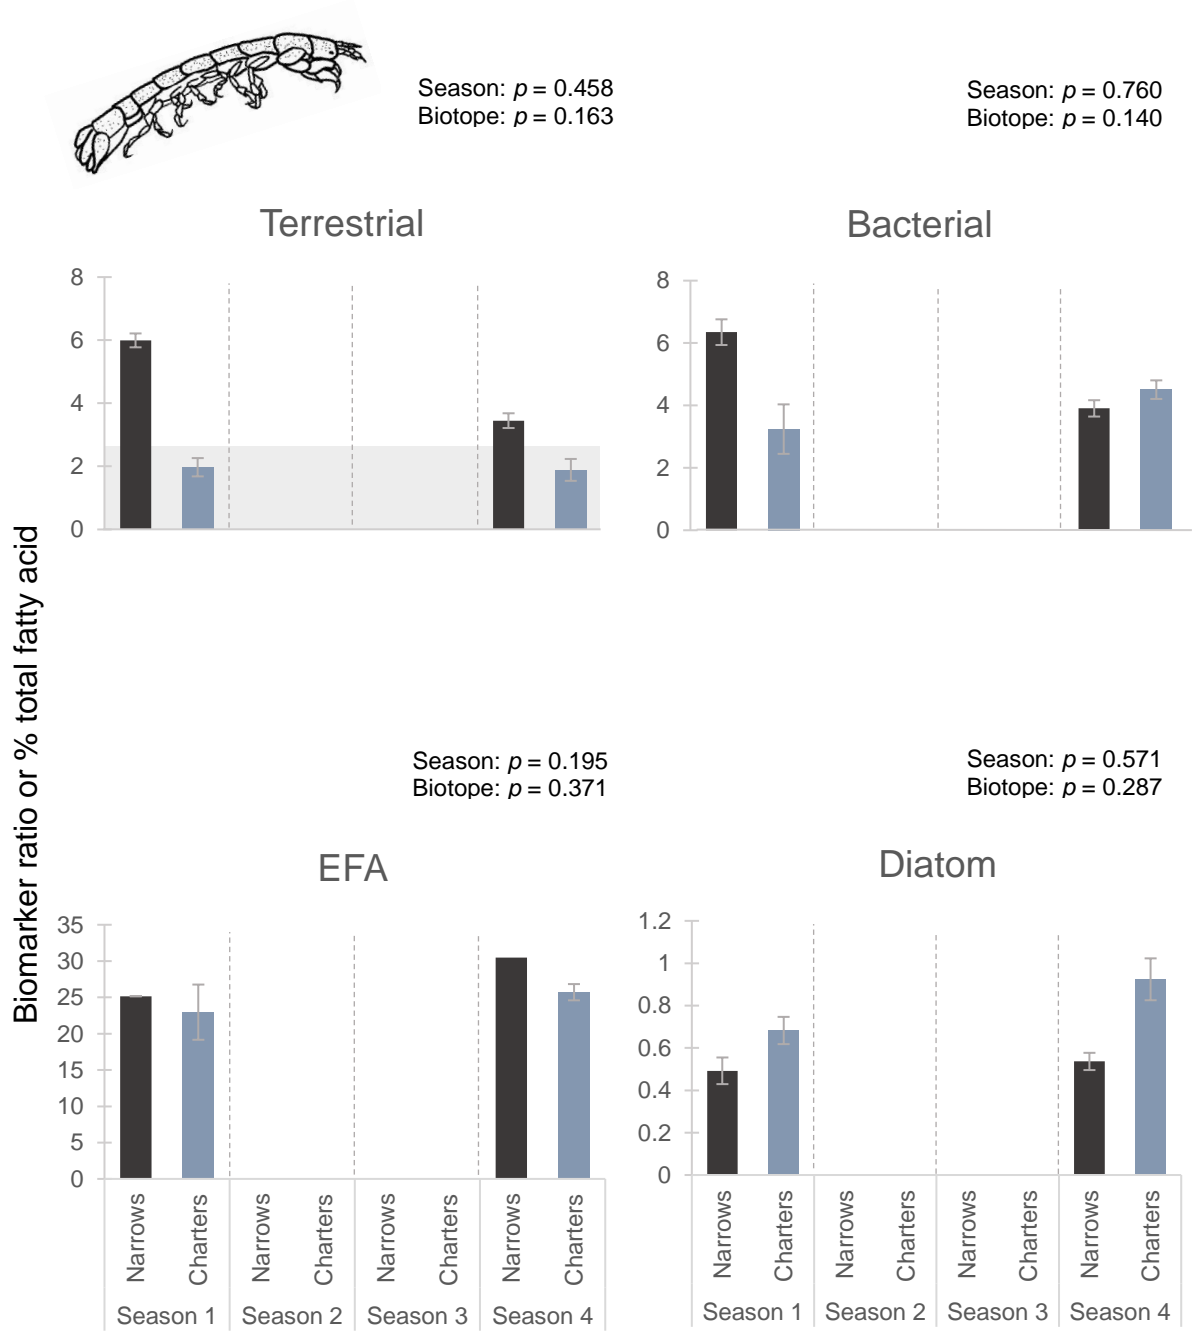 Season: p = 0.458
Biotope: p = 0.163
Season: p = 0.760
Biotope: p = 0.140
Terrestrial
8
6
4
2
0
Bacterial
8
6
4
2
0
Biomarker ratio or % total fatty acid
Season: p = 0.195
Biotope: p = 0.371
Season: p = 0.571
Biotope: p = 0.287
EFA
35
30
25
20
15
10
5
0
Narrows
Charters
Narrows
Charters
Narrows
Charters
Narrows
Charters
Season 1
Season 2
Season 3
Season 4
Diatom
1.2
1
0.8
0.6
0.4
0.2
0
Narrows
Charters
Narrows
Charters
Narrows
Charters
Narrows
Charters
Season 1
Season 2
Season 3
Season 4